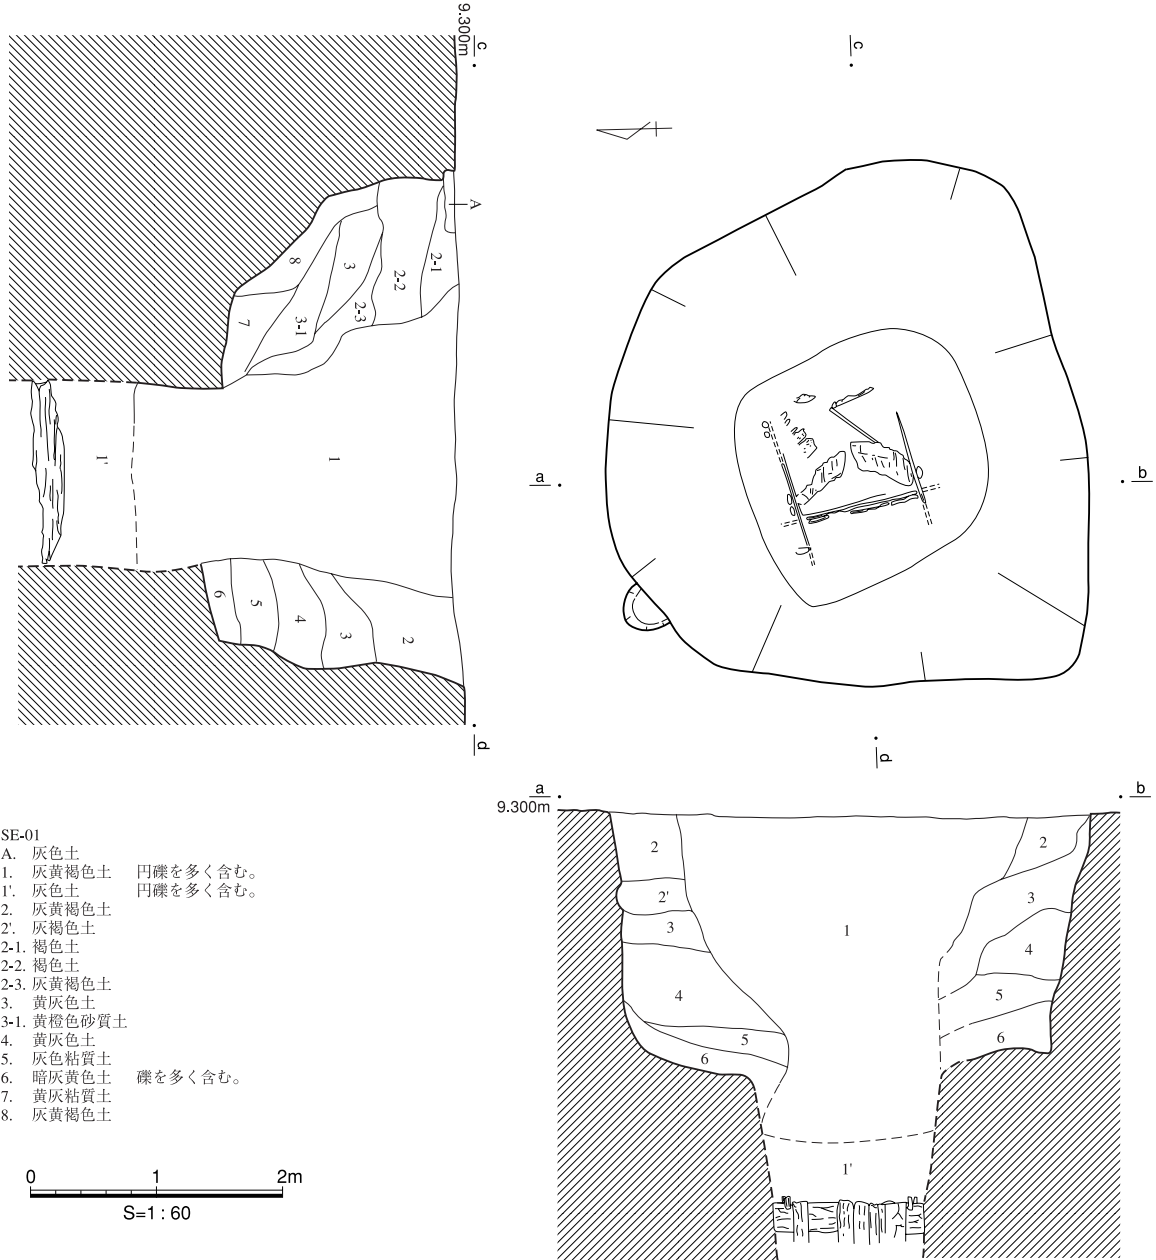 9.300m
c
A
2-1
2-2
2-3
3
3-1
8
7
1
1'
6
5
4
3
2
d
c
a
b
d
a
9.300m
b
2
2'
3
4
5
6
1
1'
2
3
4
5
6
SE-01
A. 灰色土
1. 灰黄褐色土 円礫を多く含む。
1'. 灰色土 円礫を多く含む。
2. 灰黄褐色土
2'. 灰褐色土
2-1. 褐色土
2-2. 褐色土
2-3. 灰黄褐色土
3. 黄灰色土
3-1. 黄橙色砂質土
4. 黄灰色土
5. 灰色粘質土
6. 暗灰黄色土 礫を多く含む。
7. 黄灰粘質土
8. 灰黄褐色土
0 1 2m
S=1 : 60